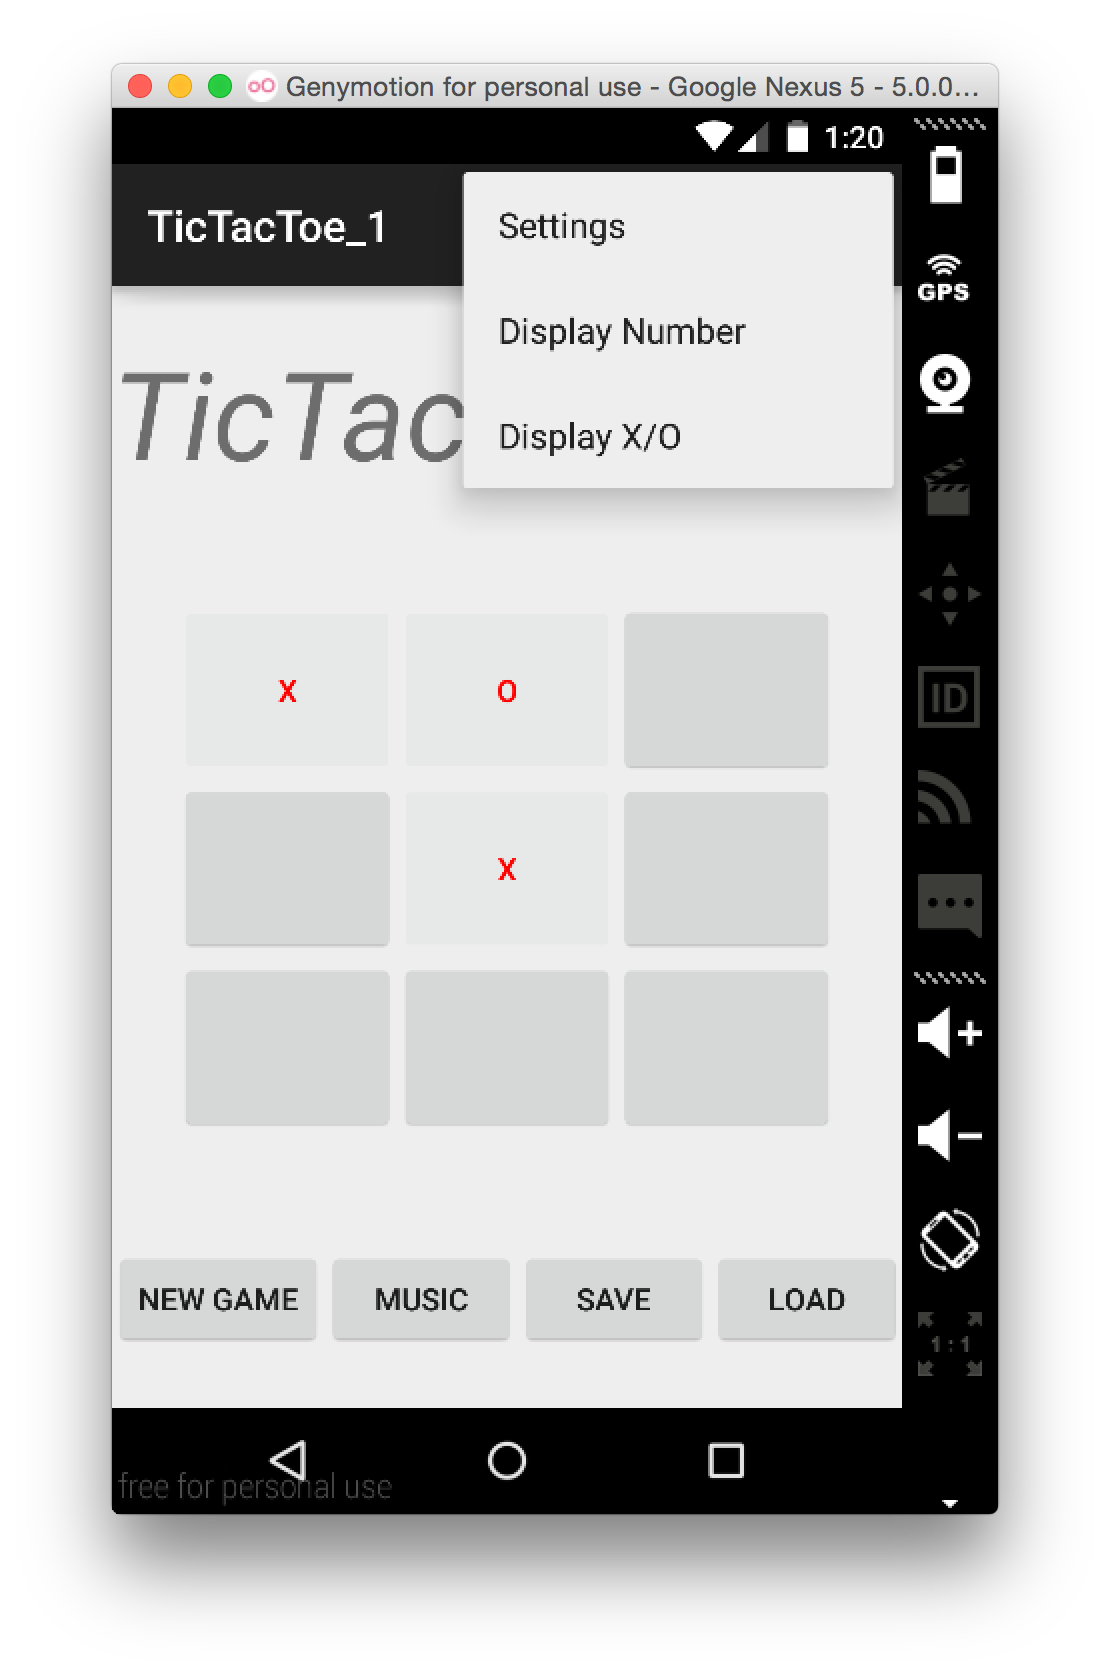 Genymotion for personal use - Google Nexus 5 - 5.0.0...
1:20
TicTacToe_1
Settings
Display Number
Display X/O
TicTac
GPS
ID
X O
X
NEW GAME MUSIC SAVE LOAD
1:1
free for personal use